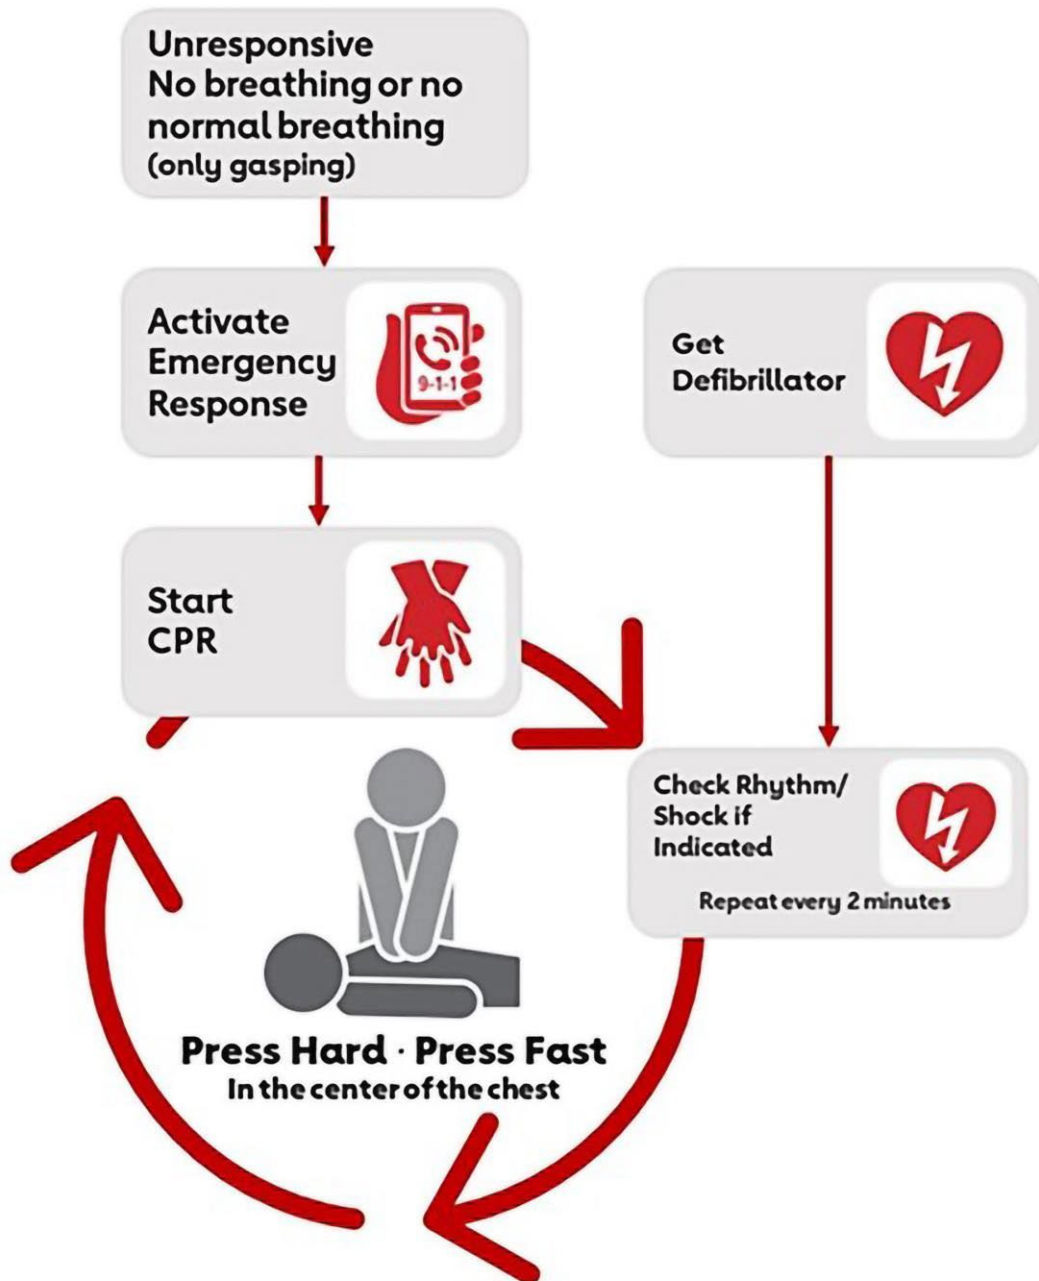 Unresponsive
No breathing or no
normal breathing
(only gasping)
Activate
Emergency
Response
9-1-1
Get
Defibrillator
Start
CPR
Check Rhythm/
Shock if
Indicated
Repeat every 2 minutes
Press Hard · Press Fast
In the center of the chest